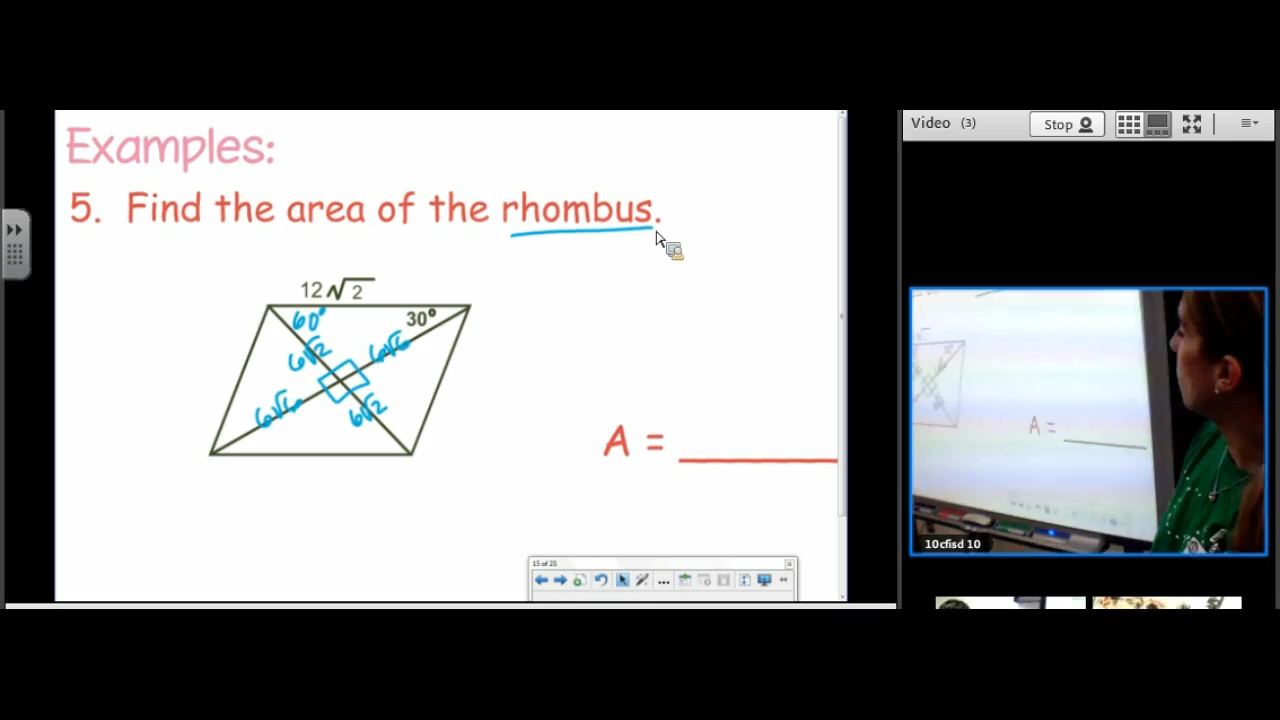 Examples:
5. Find the area of the rhombus.
12√2
60°
30°
6√2
6√6
6√6
6√2
A =
15 of 23
Video (3)
Stop
A =
10cfisd 10